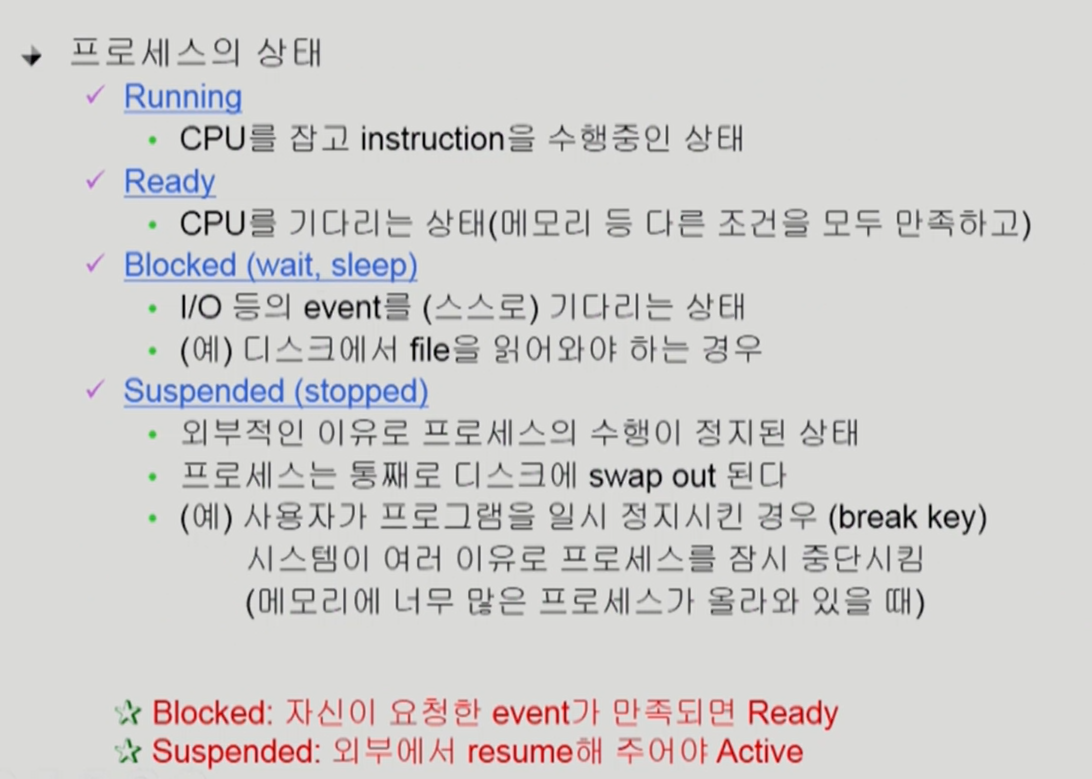 프로세스의 상태
Running
CPU를 잡고 instruction을 수행중인 상태
Ready
CPU를 기다리는 상태(메모리 등 다른 조건을 모두 만족하고)
Blocked (wait, sleep)
I/O 등의 event를 (스스로) 기다리는 상태
(예) 디스크에서 file을 읽어와야 하는 경우
Suspended (stopped)
외부적인 이유로 프로세스의 수행이 정지된 상태
프로세스는 통째로 디스크에 swap out 된다
(예) 사용자가 프로그램을 일시 정지시킨 경우 (break key)
시스템이 여러 이유로 프로세스를 잠시 중단시킴
(메모리에 너무 많은 프로세스가 올라와 있을 때)
Blocked: 자신이 요청한 event가 만족되면 Ready
Suspended: 외부에서 resume해 주어야 Active